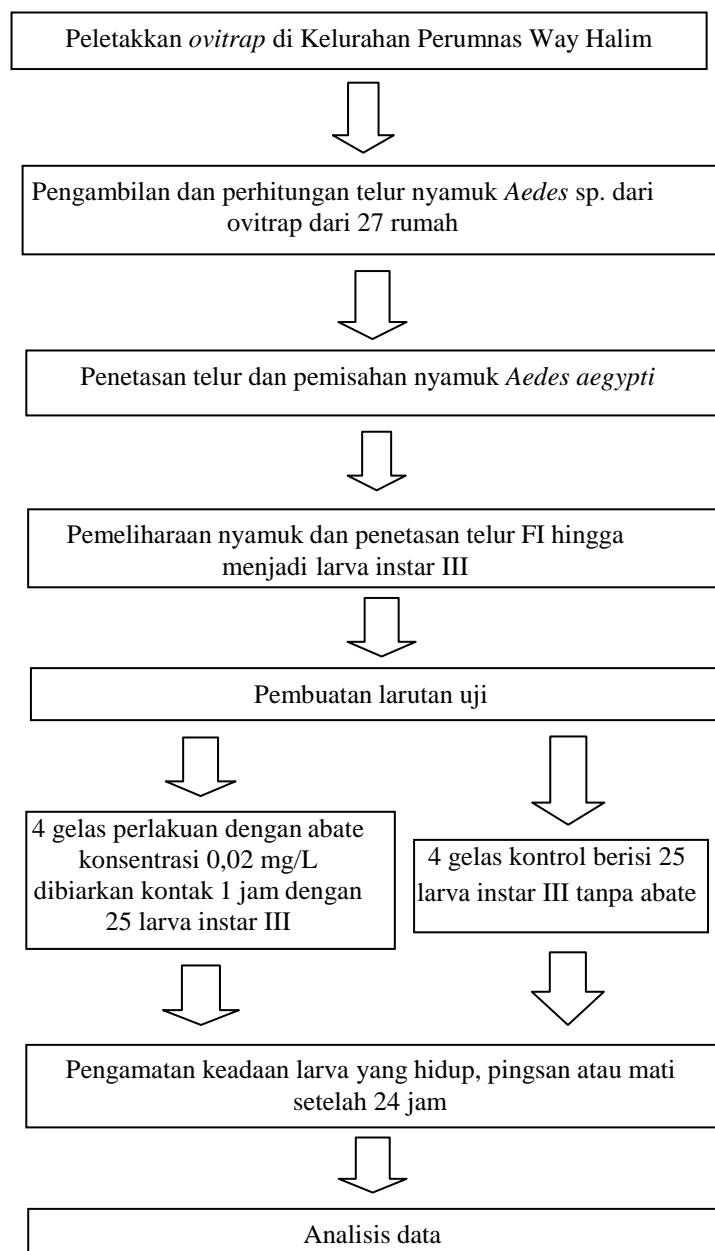 Peletakkan ovitrap di Kelurahan Perumnas Way Halim
Pengambilan dan perhitungan telur nyamuk Aedes sp. dari
ovitrap dari 27 rumah
Penetasan telur dan pemisahan nyamuk Aedes aegypti
Pemeliharaan nyamuk dan penetasan telur FI hingga
menjadi larva instar III
Pembuatan larutan uji
4 gelas perlakuan dengan abate
konsentrasi 0,02 mg/L
dibiarkan kontak 1 jam dengan
25 larva instar III
4 gelas kontrol berisi 25
larva instar III tanpa abate
Pengamatan keadaan larva yang hidup, pingsan atau mati
setelah 24 jam
Analisis data